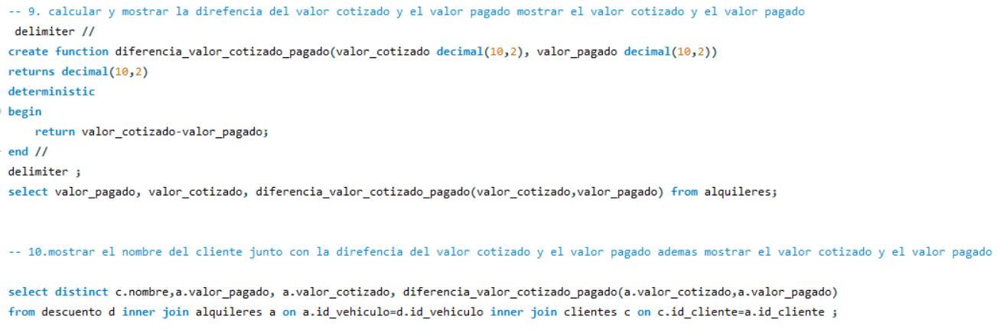 -- 9. calcular y mostrar la direfencia del valor cotizado y el valor pagado mostrar el valor cotizado y el valor pagado
delimiter //
create function diferencia_valor_cotizado_pagado(valor_cotizado decimal(10,2), valor_pagado decimal(10,2))
returns decimal(10,2)
deterministic
begin
return valor_cotizado-valor_pagado;
end //
delimiter ;
select valor_pagado, valor_cotizado, diferencia_valor_cotizado_pagado(valor_cotizado,valor_pagado) from alquileres;
-- 10.mostrar el nombre del cliente junto con la direfencia del valor cotizado y el valor pagado ademas mostrar el valor cotizado y el valor pagado
select distinct c.nombre,a.valor_pagado, a.valor_cotizado, diferencia_valor_cotizado_pagado(a.valor_cotizado,a.valor_pagado)
from descuento d inner join alquileres a on a.id_vehiculo=d.id_vehiculo inner join clientes c on c.id_cliente=a.id_cliente ;